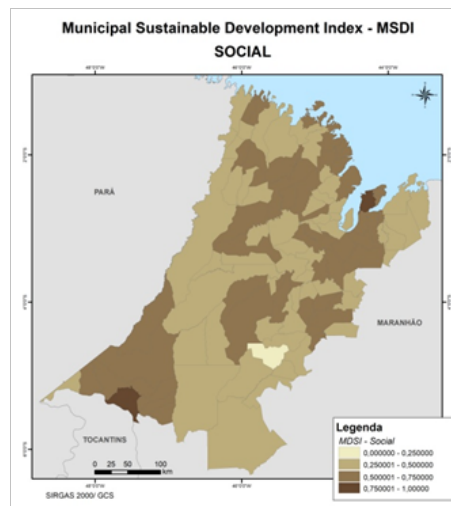 Municipal Sustainable Development Index - MSDI
SOCIAL
PARÁ
MARANHÃO
TOCANTINS
Legenda
MDSI - Social
0,000000 - 0,250000
0,250001 - 0,500000
0,500001 - 0,750000
0,750001 - 1,00000
0 25 50 100
km
SIRGAS 2000/ GCS